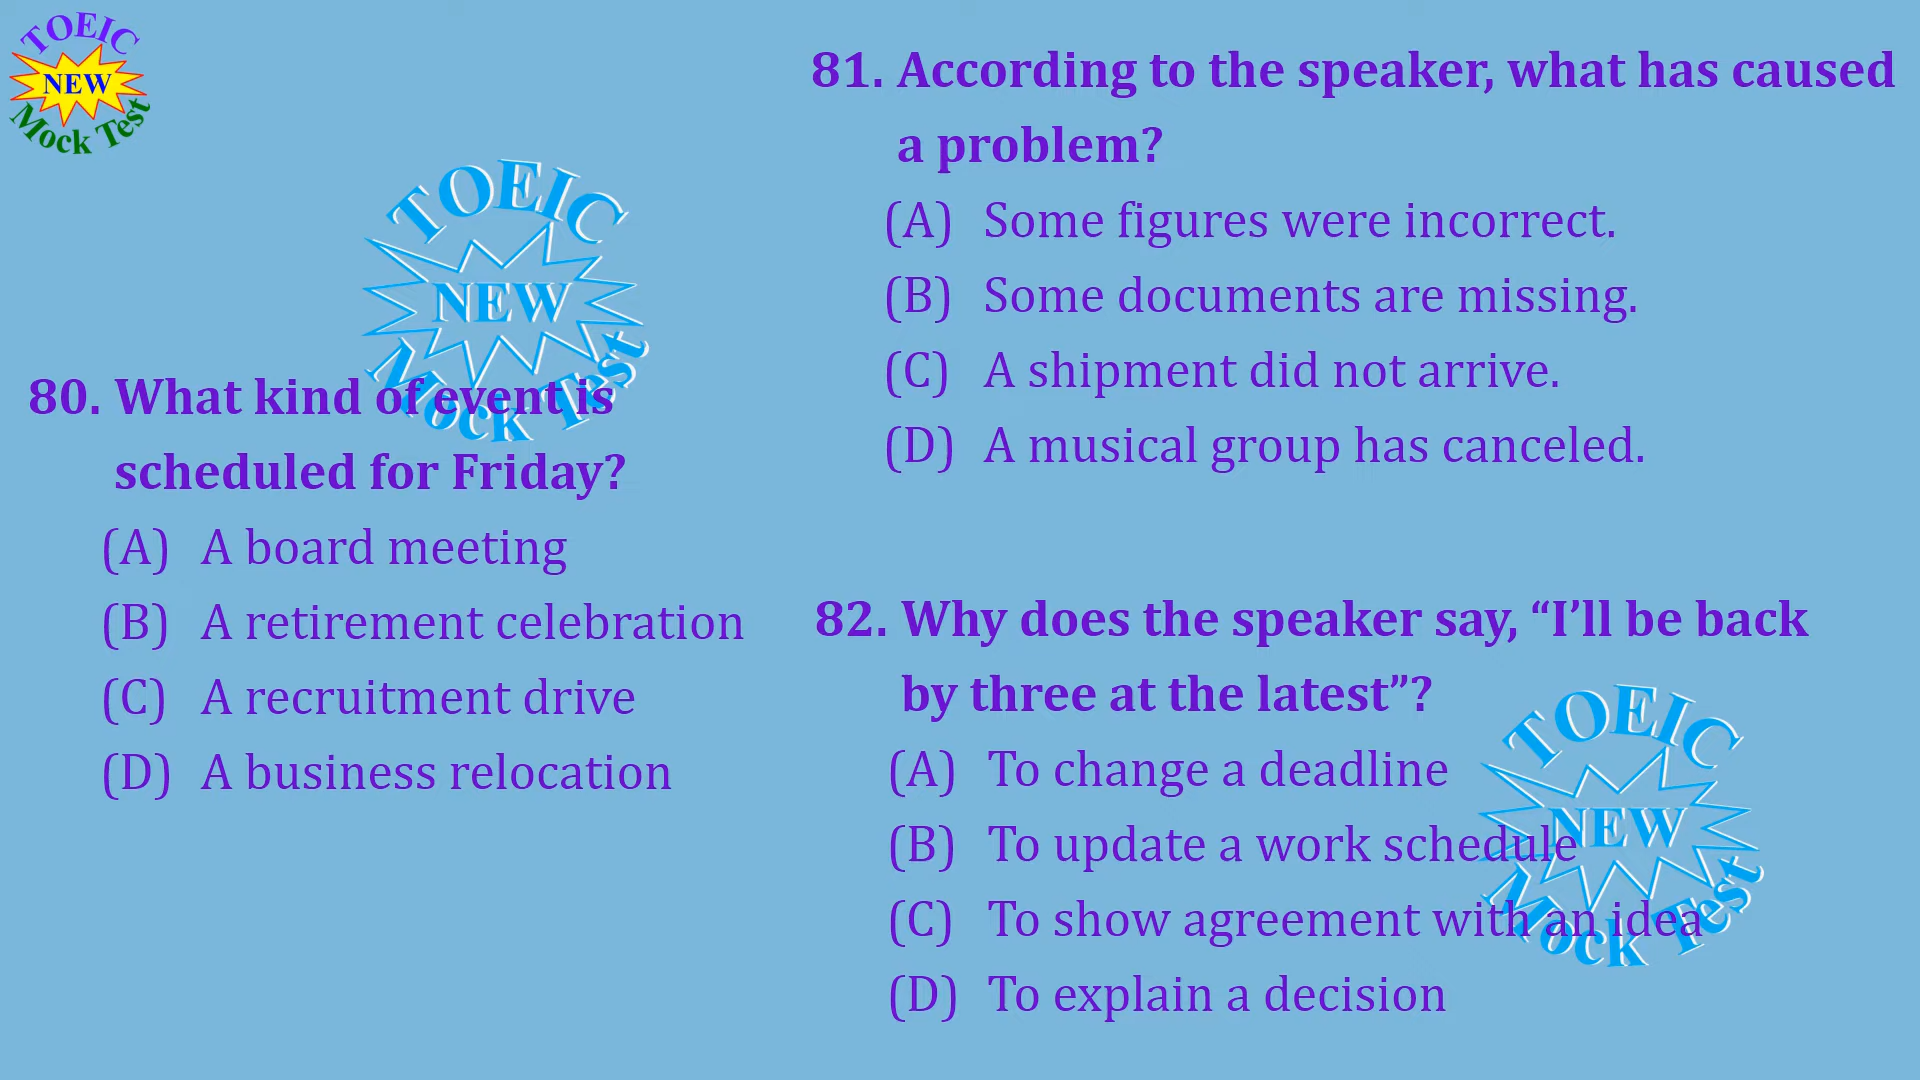 TOEIC
NEW
Mock Test
TOEIC
NEW
Mock Test
80. What kind of event is
scheduled for Friday?
(A) A board meeting
(B) A retirement celebration
(C) A recruitment drive
(D) A business relocation
81. According to the speaker, what has caused
a problem?
(A) Some figures were incorrect.
(B) Some documents are missing.
(C) A shipment did not arrive.
(D) A musical group has canceled.
82. Why does the speaker say, “I’ll be back
by three at the latest”?
(A) To change a deadline
(B) To update a work schedule
(C) To show agreement with an idea
(D) To explain a decision
TOEIC
NEW
Mock Test